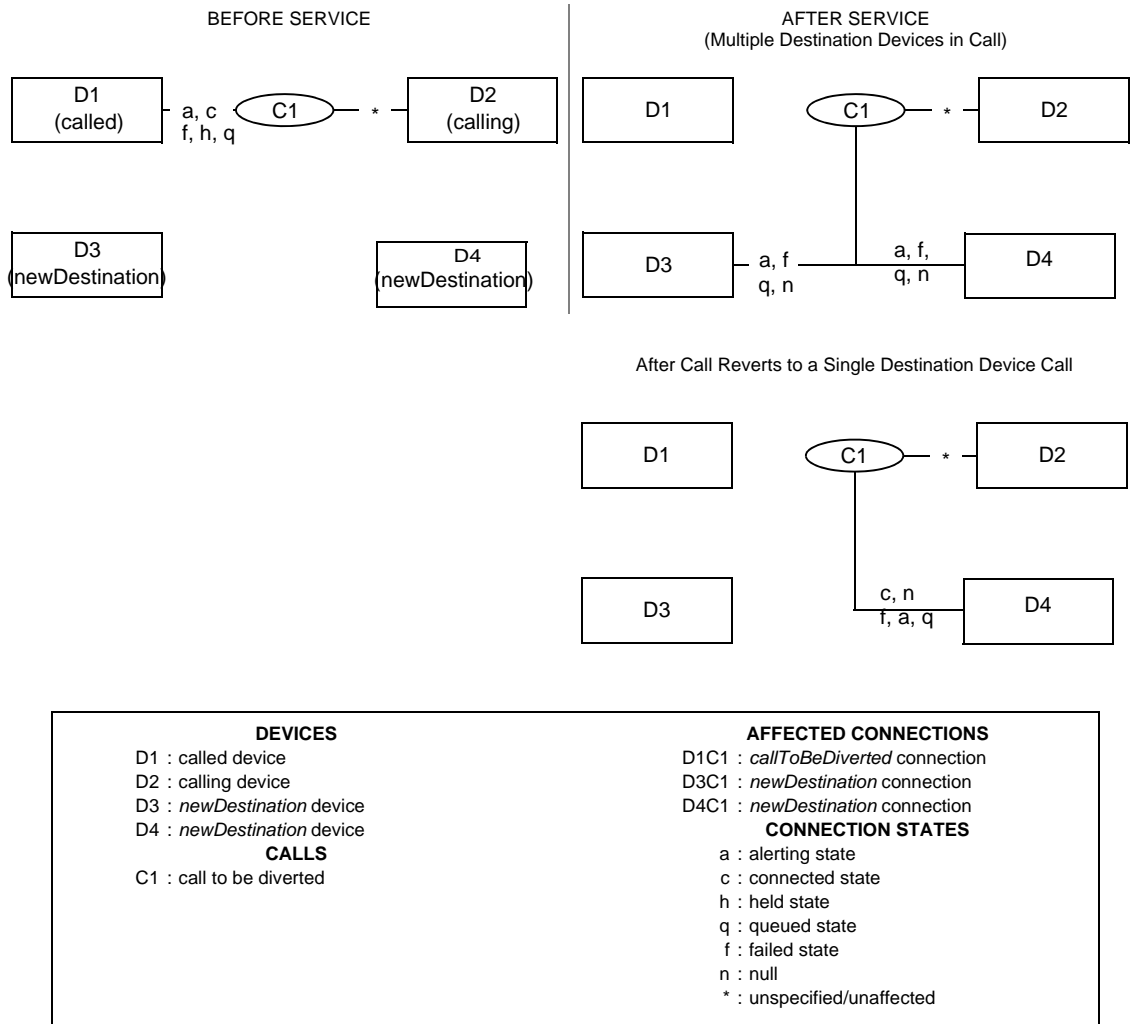 BEFORE SERVICE
AFTER SERVICE
(Multiple Destination Devices in Call)
D1
(called)
a, c
f, h, q
C1
*
D2
(calling)
D3
(newDestination)
D4
(newDestination)
D1
C1
*
D2
D3
a, f
q, n
a, f,
q, n
D4
After Call Reverts to a Single Destination Device Call
D1
C1
*
D2
D3
c, n
f, a, q
D4
DEVICES
D1 : called device
D2 : calling device
D3 : newDestination device
D4 : newDestination device
CALLS
C1 : call to be diverted
AFFECTED CONNECTIONS
D1C1 : callToBeDiverted connection
D3C1 : newDestination connection
D4C1 : newDestination connection
CONNECTION STATES
a : alerting state
c : connected state
h : held state
q : queued state
f : failed state
n : null
* : unspecified/unaffected